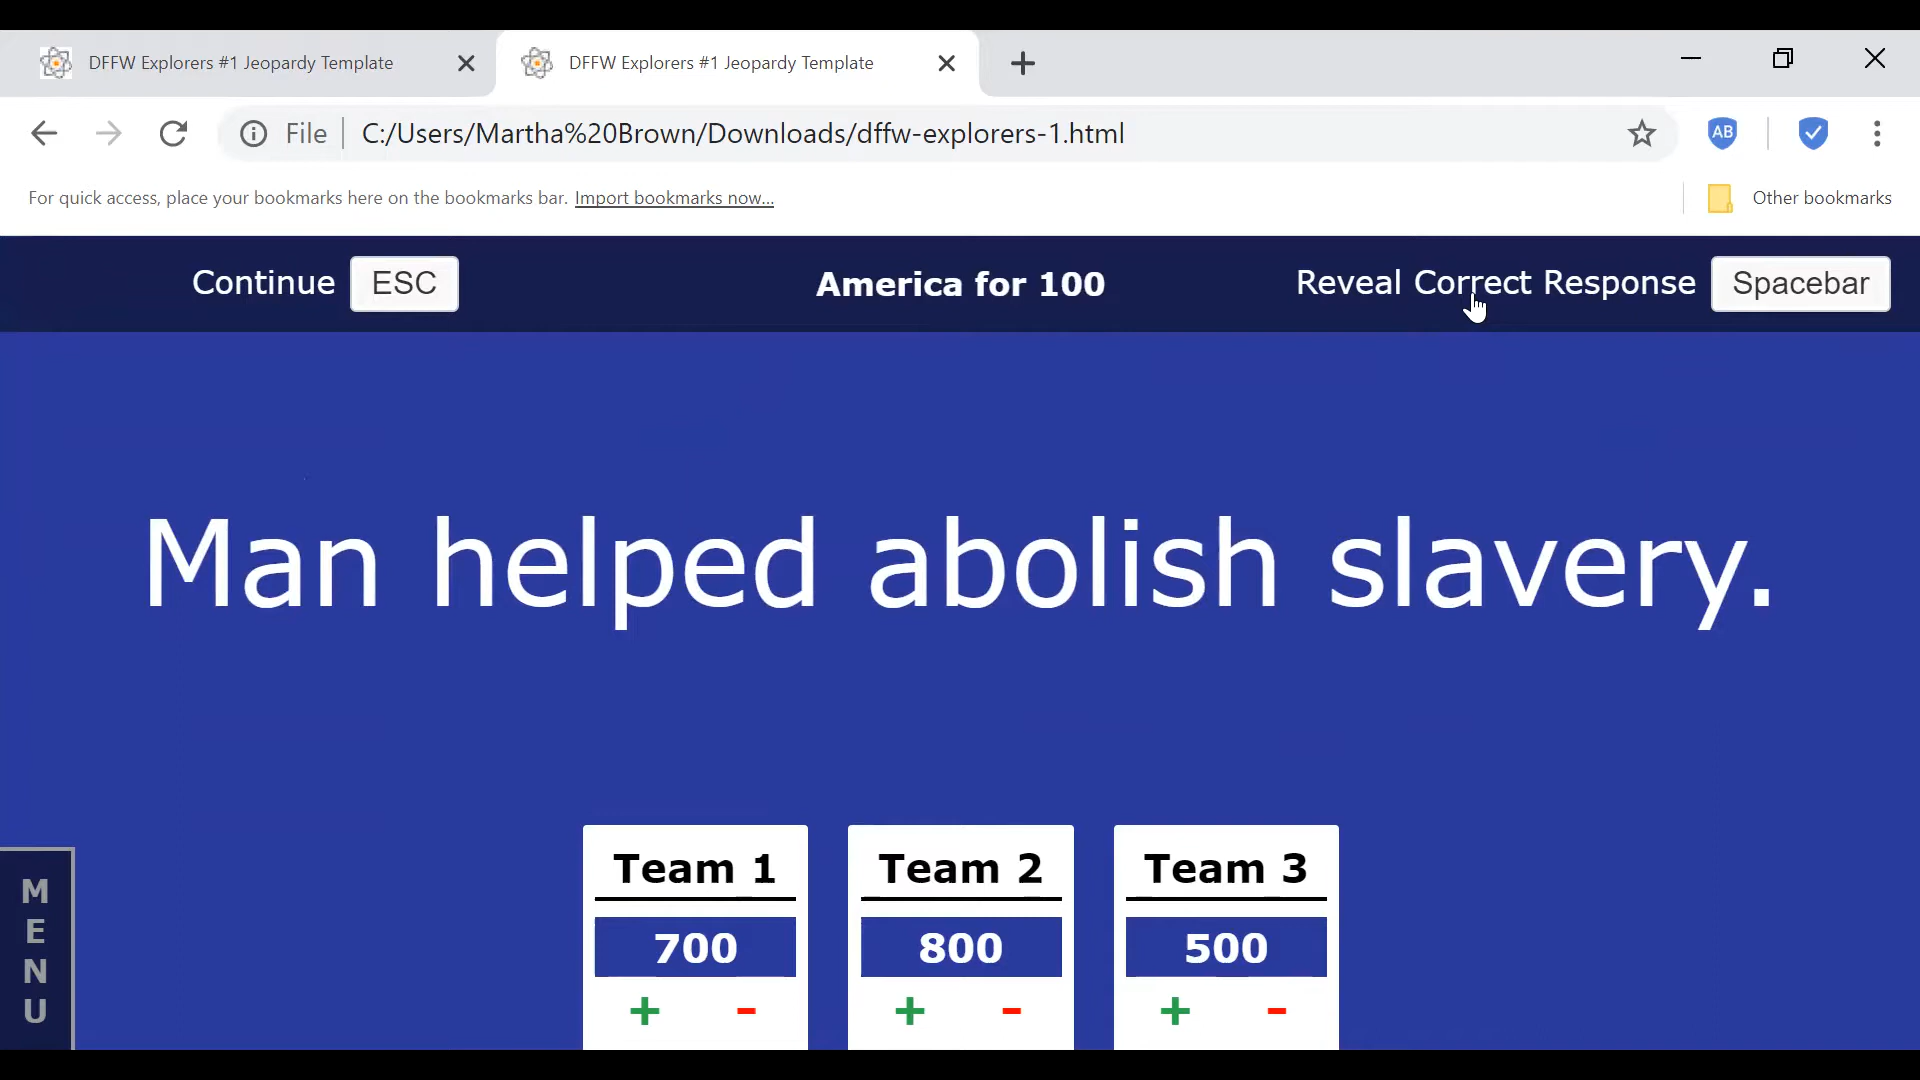 DFFW Explorers #1 Jeopardy Template
DFFW Explorers #1 Jeopardy Template
File C:/Users/Martha%20Brown/Downloads/dffw-explorers-1.html
AB
For quick access, place your bookmarks here on the bookmarks bar. Import bookmarks now...
Other bookmarks
Continue ESC
America for 100
Reveal Correct Response Spacebar
Man helped abolish slavery.
MENU
Team 1 Team 2 Team 3
700 800 500
+ - + - + -